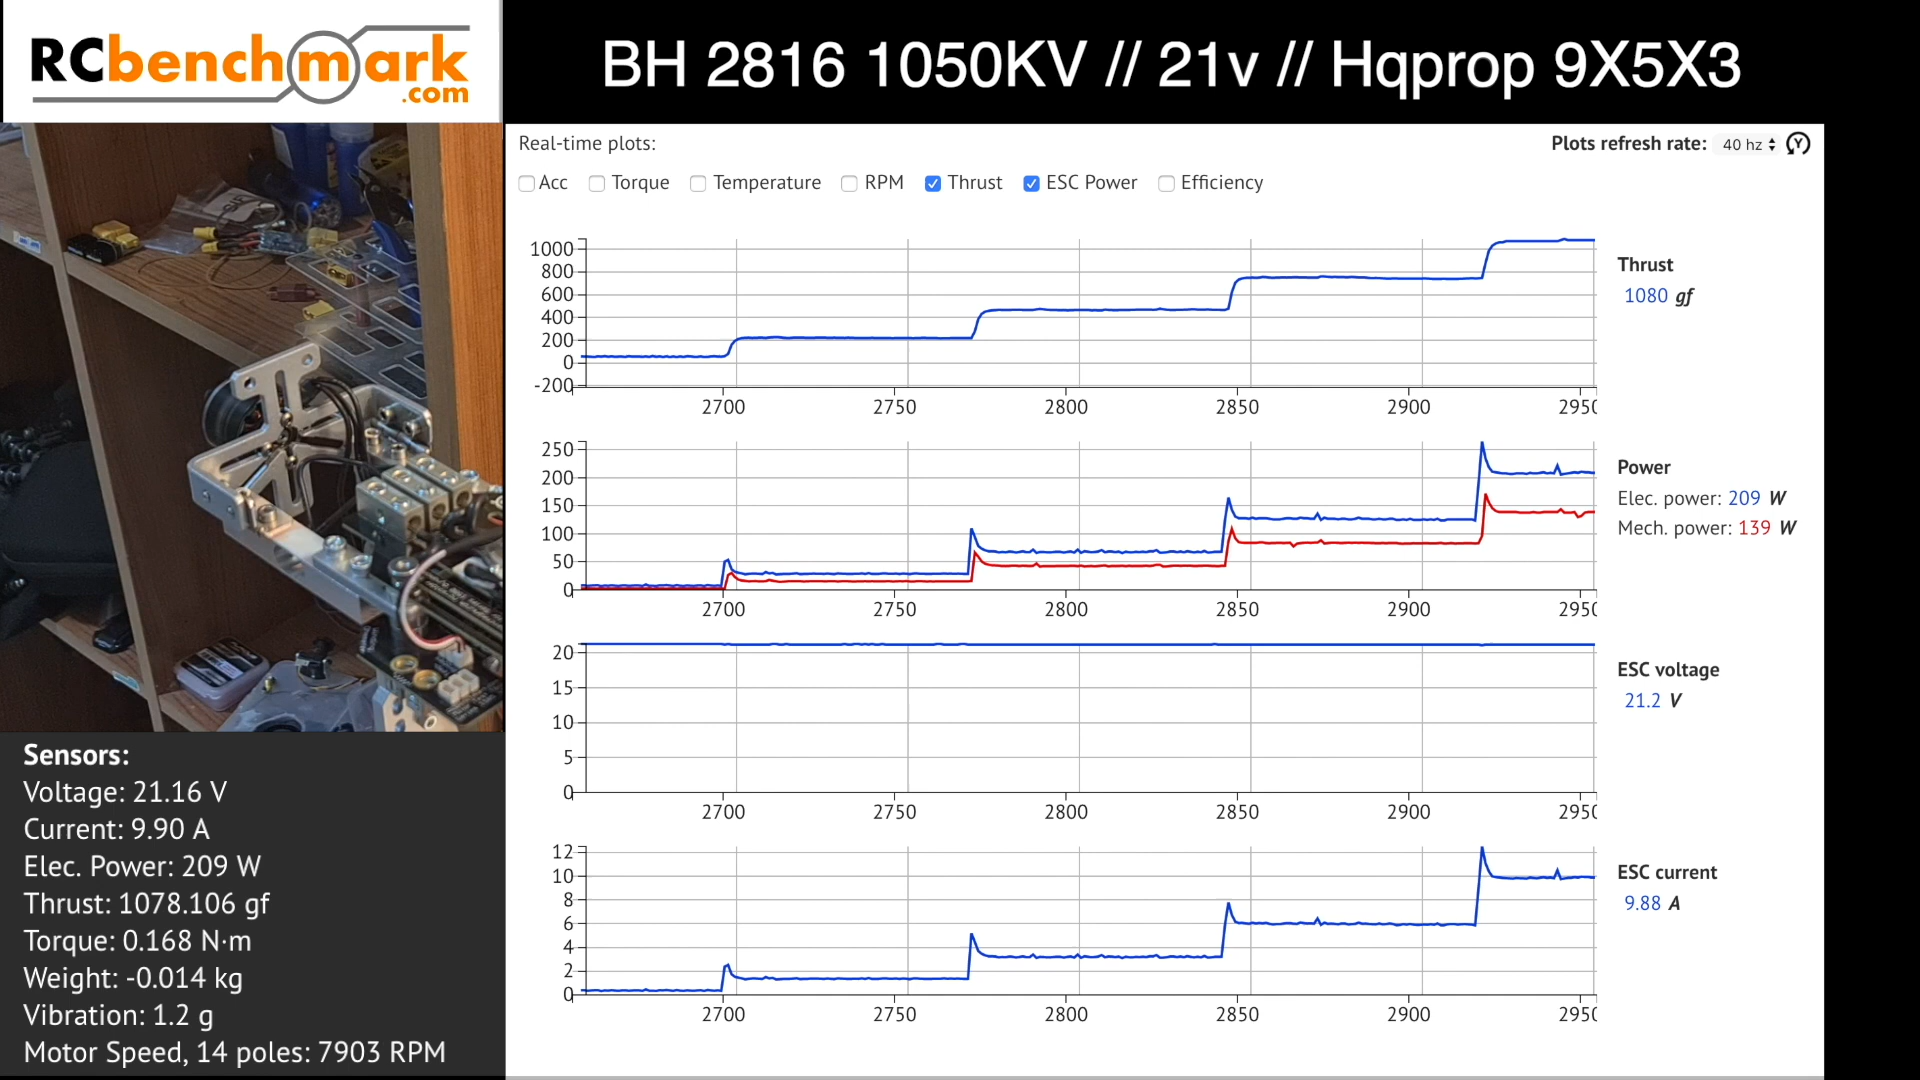 RCbenchmark
.com
BH 2816 1050KV // 21v // Hqprop 9X5X3
Real-time plots:
Plots refresh rate: 40 hz
Y
Acc Torque Temperature RPM Thrust ESC Power Efficiency
1000
800
600
400
200
0
-200
2700 2750 2800 2850 2900 2950
Thrust
1080 gf
250
200
150
100
50
0
2700 2750 2800 2850 2900 2950
Power
Elec. power: 209 W
Mech. power: 139 W
20
15
10
5
0
2700 2750 2800 2850 2900 2950
ESC voltage
21.2 V
12
10
8
6
4
2
0
2700 2750 2800 2850 2900 2950
ESC current
9.88 A
Sensors:
Voltage: 21.16 V
Current: 9.90 A
Elec. Power: 209 W
Thrust: 1078.106 gf
Torque: 0.168 N·m
Weight: -0.014 kg
Vibration: 1.2 g
Motor Speed, 14 poles: 7903 RPM